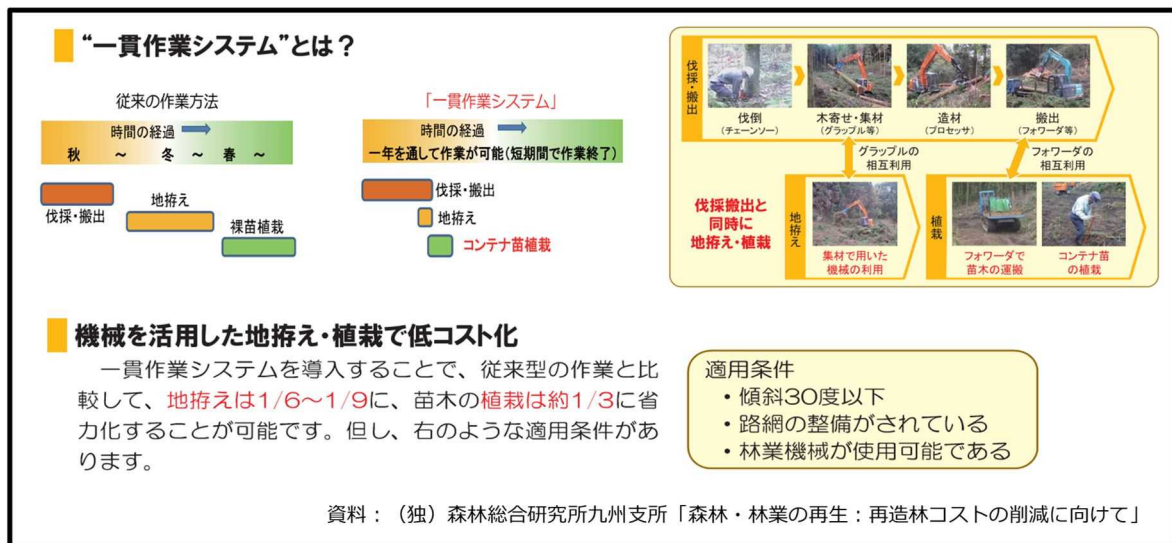 “一貫作業システム”とは？
従来の作業方法
時間の経過
秋 ～ 冬 ～ 春 ～
伐採・搬出
地拵え
裸苗植栽
「一貫作業システム」
時間の経過
一年を通して作業が可能（短期間で作業終了）
伐採・搬出
地拵え
コンテナ苗植栽
伐採・搬出
伐倒
（チェーンソー）
木寄せ・集材
（グラップル等）
造材
（プロセッサ）
搬出
（フォワーダ等）
グラップルの
相互利用
フォワーダの
相互利用
伐採搬出と
同時に
地拵え・植栽
地拵え
集材で用いた
機械の利用
植栽
フォワーダで
苗木の運搬
コンテナ苗
の植栽
機械を活用した地拵え・植栽で低コスト化
一貫作業システムを導入することで、従来型の作業と比
較して、地拵えは1/6～1/9に、苗木の植栽は約1/3に省
力化することが可能です。但し、右のような適用条件があ
ります。
適用条件
・傾斜30度以下
・路網の整備がされている
・林業機械が使用可能である
資料：（独）森林総合研究所九州支所「森林・林業の再生：再造林コストの削減に向けて」